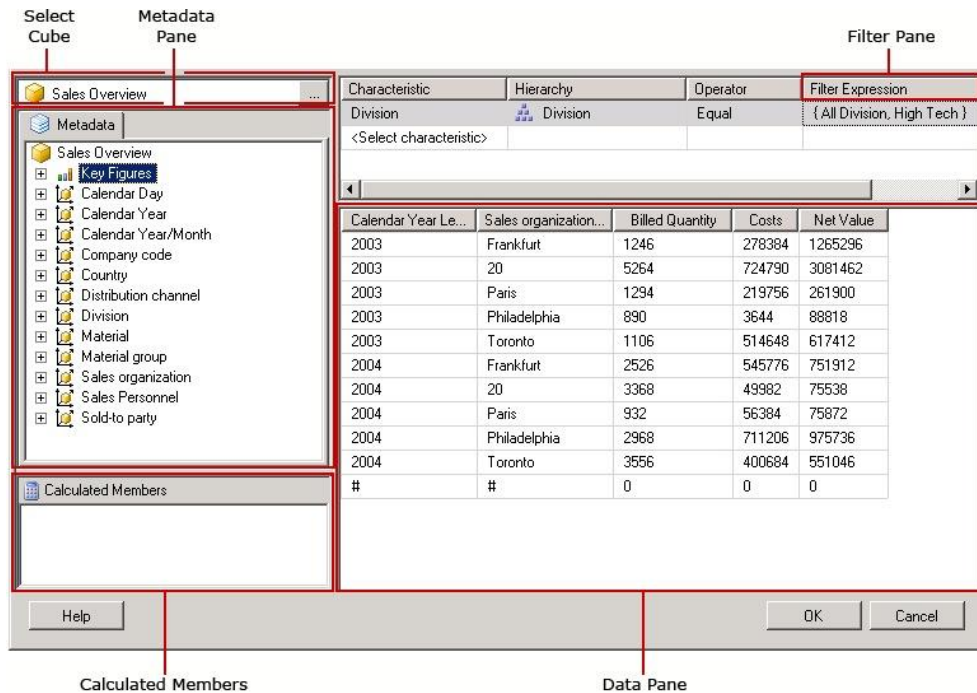 Select
Cube
Metadata
Pane
Filter Pane
Sales Overview ...
Metadata
Sales Overview
Key Figures
Calendar Day
Calendar Year
Calendar Year/Month
Company code
Country
Distribution channel
Division
Material
Material group
Sales organization
Sales Personnel
Sold-to party
Calculated Members
Characteristic Hierarchy Operator Filter Expression
Division Division Equal { All Division, High Tech }
<Select characteristic>
Calendar Year Le... Sales organization... Billed Quantity Costs Net Value
2003 Frankfurt 1246 278384 1265296
2003 20 5264 724790 3081462
2003 Paris 1294 219756 261900
2003 Philadelphia 890 3644 88818
2003 Toronto 1106 514648 617412
2004 Frankfurt 2526 545776 751912
2004 20 3368 49982 75538
2004 Paris 932 56384 75872
2004 Philadelphia 2968 711206 975736
2004 Toronto 3556 400684 551046
# # 0 0 0
Help OK Cancel
Calculated Members Data Pane